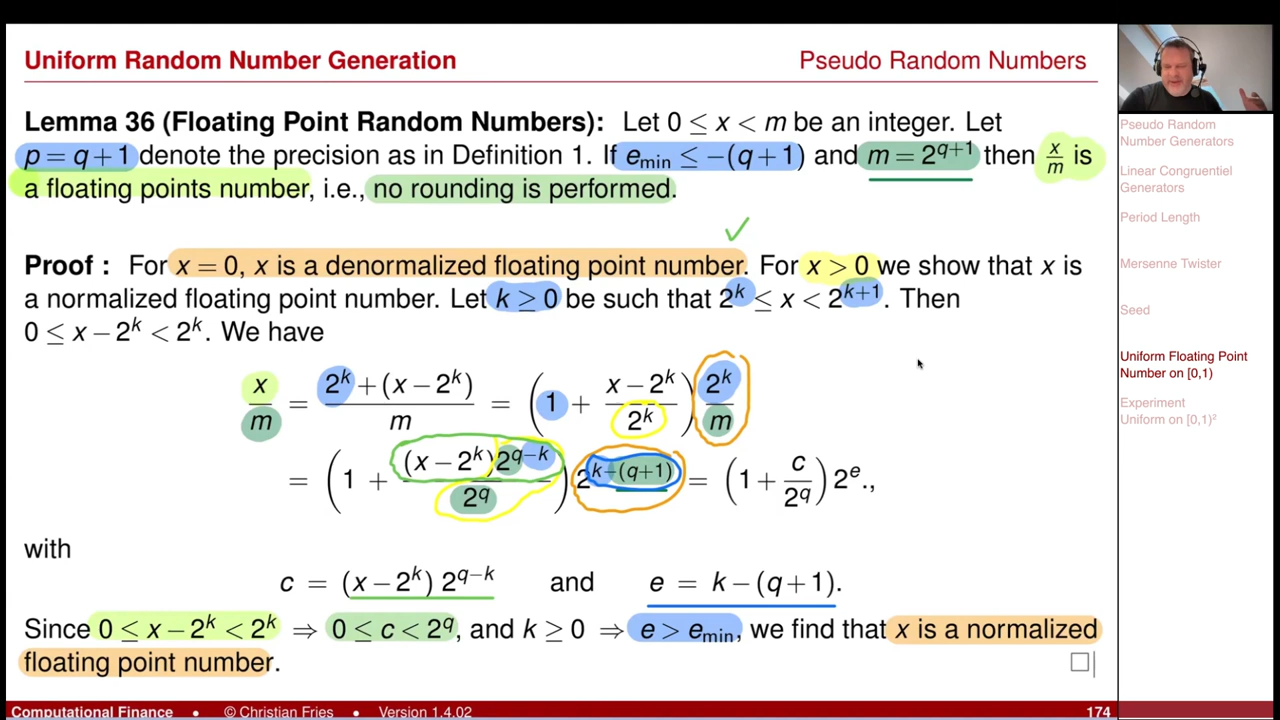 Uniform Random Number Generation
Pseudo Random Numbers
Lemma 36 (Floating Point Random Numbers): Let 0 ≤ x < m be an integer. Let
p = q + 1 denote the precision as in Definition 1. If e_min ≤ −(q + 1) and m = 2^{q+1} then x/m is
a floating points number, i.e., no rounding is performed.
Proof : For x = 0, x is a denormalized floating point number. For x > 0 we show that x is
a normalized floating point number. Let k ≥ 0 be such that 2^k ≤ x < 2^{k+1}. Then
0 ≤ x − 2^k < 2^k. We have
x/m = (2^k + (x − 2^k))/m = (1 + (x − 2^k)/2^k) 2^k/m
= (1 + ((x − 2^k) 2^{q−k})/2^q) 2^{k−(q+1)} = (1 + c/2^q) 2^e.,
with
c = (x − 2^k) 2^{q−k} and e = k − (q + 1).
Since 0 ≤ x − 2^k < 2^k ⇒ 0 ≤ c < 2^q, and k ≥ 0 ⇒ e > e_min, we find that x is a normalized
floating point number. □
Pseudo Random
Number Generators
Linear Congruentiel
Generators
Period Length
Mersenne Twister
Seed
Uniform Floating Point
Number on [0,1)
Experiment
Uniform on [0,1)²
Computational Finance • © Christian Fries • Version 1.4.02
174